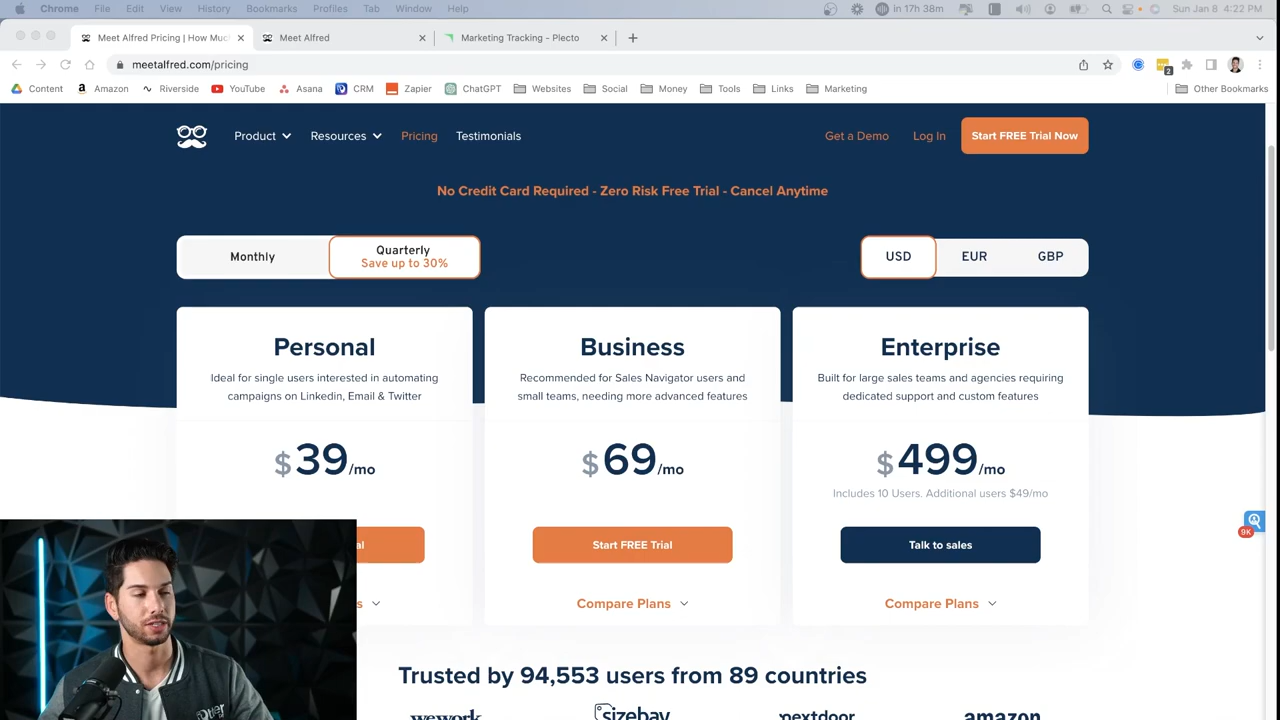 Chrome File Edit View History Bookmarks Profiles Tab Window Help in 17h 38m Sun Jan 8 4:22 PM
Meet Alfred Pricing | How Muc Meet Alfred Marketing Tracking - Plecto
meetalfred.com/pricing 2
Content Amazon Riverside YouTube Asana CRM Zapier ChatGPT Websites Social Money Tools Links Marketing Other Bookmarks
Product Resources Pricing Testimonials Get a Demo Log In Start FREE Trial Now
No Credit Card Required - Zero Risk Free Trial - Cancel Anytime
Monthly Quarterly USD EUR GBP
Save up to 30%
Personal Business Enterprise
Ideal for single users interested in automating Recommended for Sales Navigator users and Built for large sales teams and agencies requiring
campaigns on Linkedin, Email & Twitter small teams, needing more advanced features dedicated support and custom features
$39/mo $69/mo $499/mo
Includes 10 Users. Additional users $49/mo
9K
al Start FREE Trial Talk to sales
s Compare Plans Compare Plans
Trusted by 94,553 users from 89 countries
wework sizebay nextdoor amazon